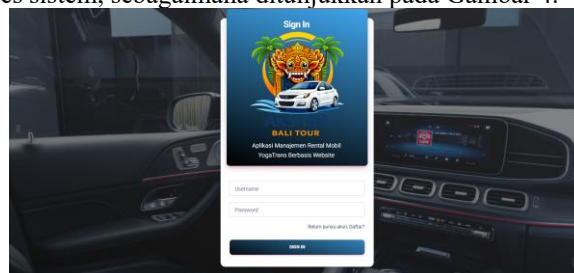 es sistem, sebagaimana ditunjukkan pada Gambar 4.
Sign In
BALI TOUR
Aplikasi Manajemen Rental Mobil
YogaTrans Berbasis Website
Username
Password
Belum punya akun, Daftar?
SIGN IN